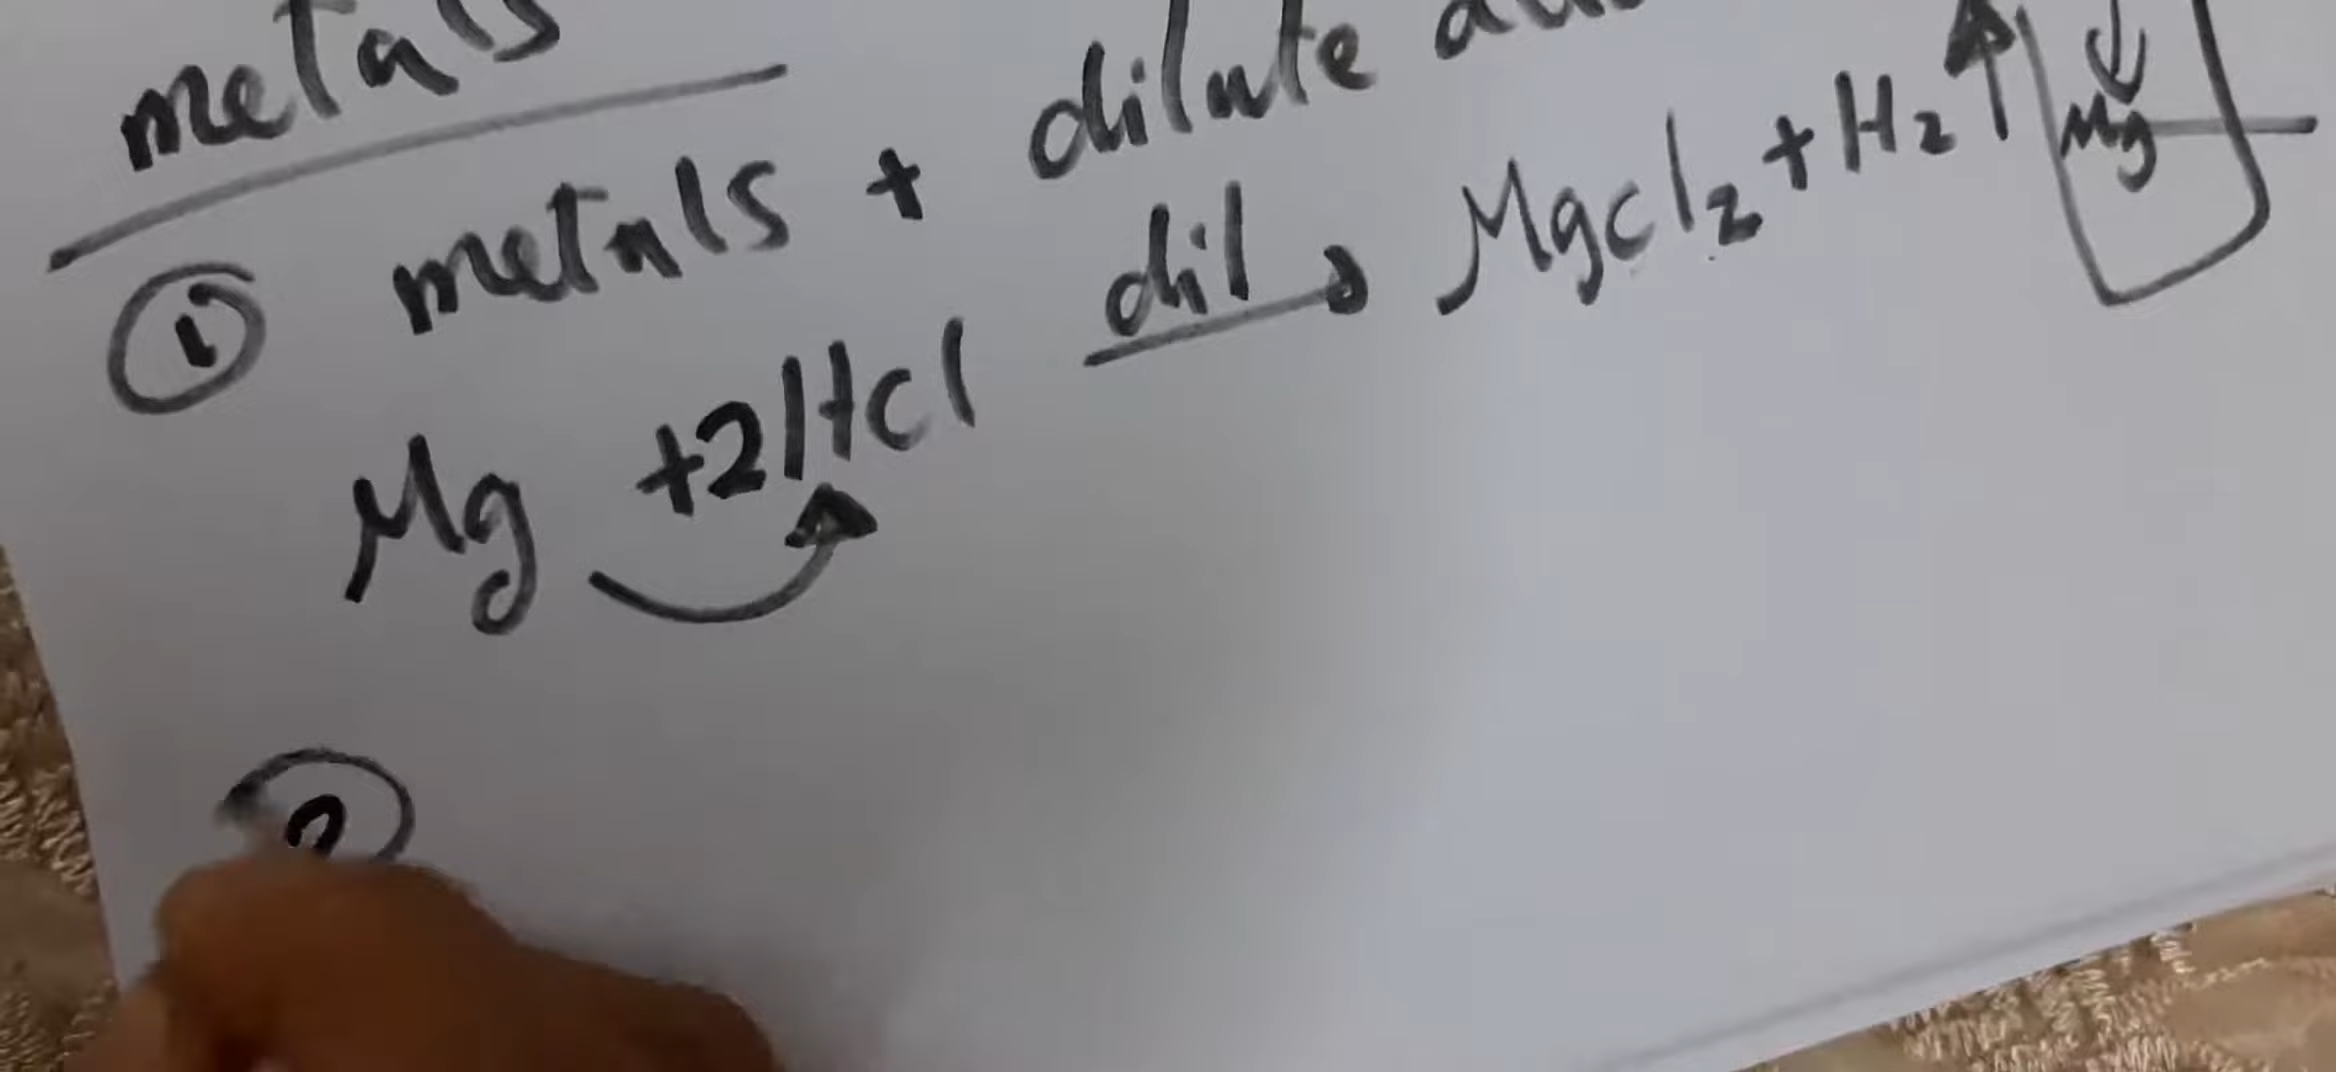 metals
① metals + dilute
Mg +2HCl dil → MgCl₂ + H₂ ↑
Mg
②